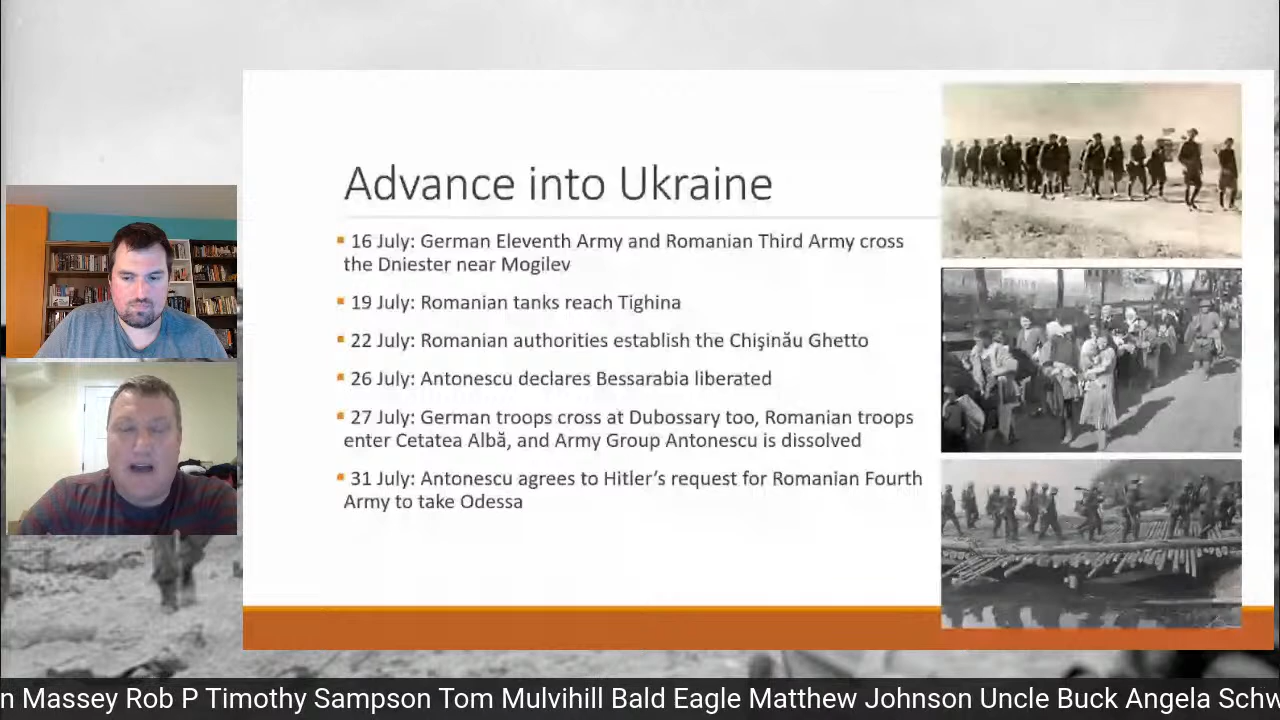 Advance into Ukraine
16 July: German Eleventh Army and Romanian Third Army cross
the Dniester near Mogilev
19 July: Romanian tanks reach Tighina
22 July: Romanian authorities establish the Chişinău Ghetto
26 July: Antonescu declares Bessarabia liberated
27 July: German troops cross at Dubossary too, Romanian troops
enter Cetatea Albă, and Army Group Antonescu is dissolved
31 July: Antonescu agrees to Hitler's request for Romanian Fourth
Army to take Odessa
n Massey Rob P Timothy Sampson Tom Mulvihill Bald Eagle Matthew Johnson Uncle Buck Angela Schw